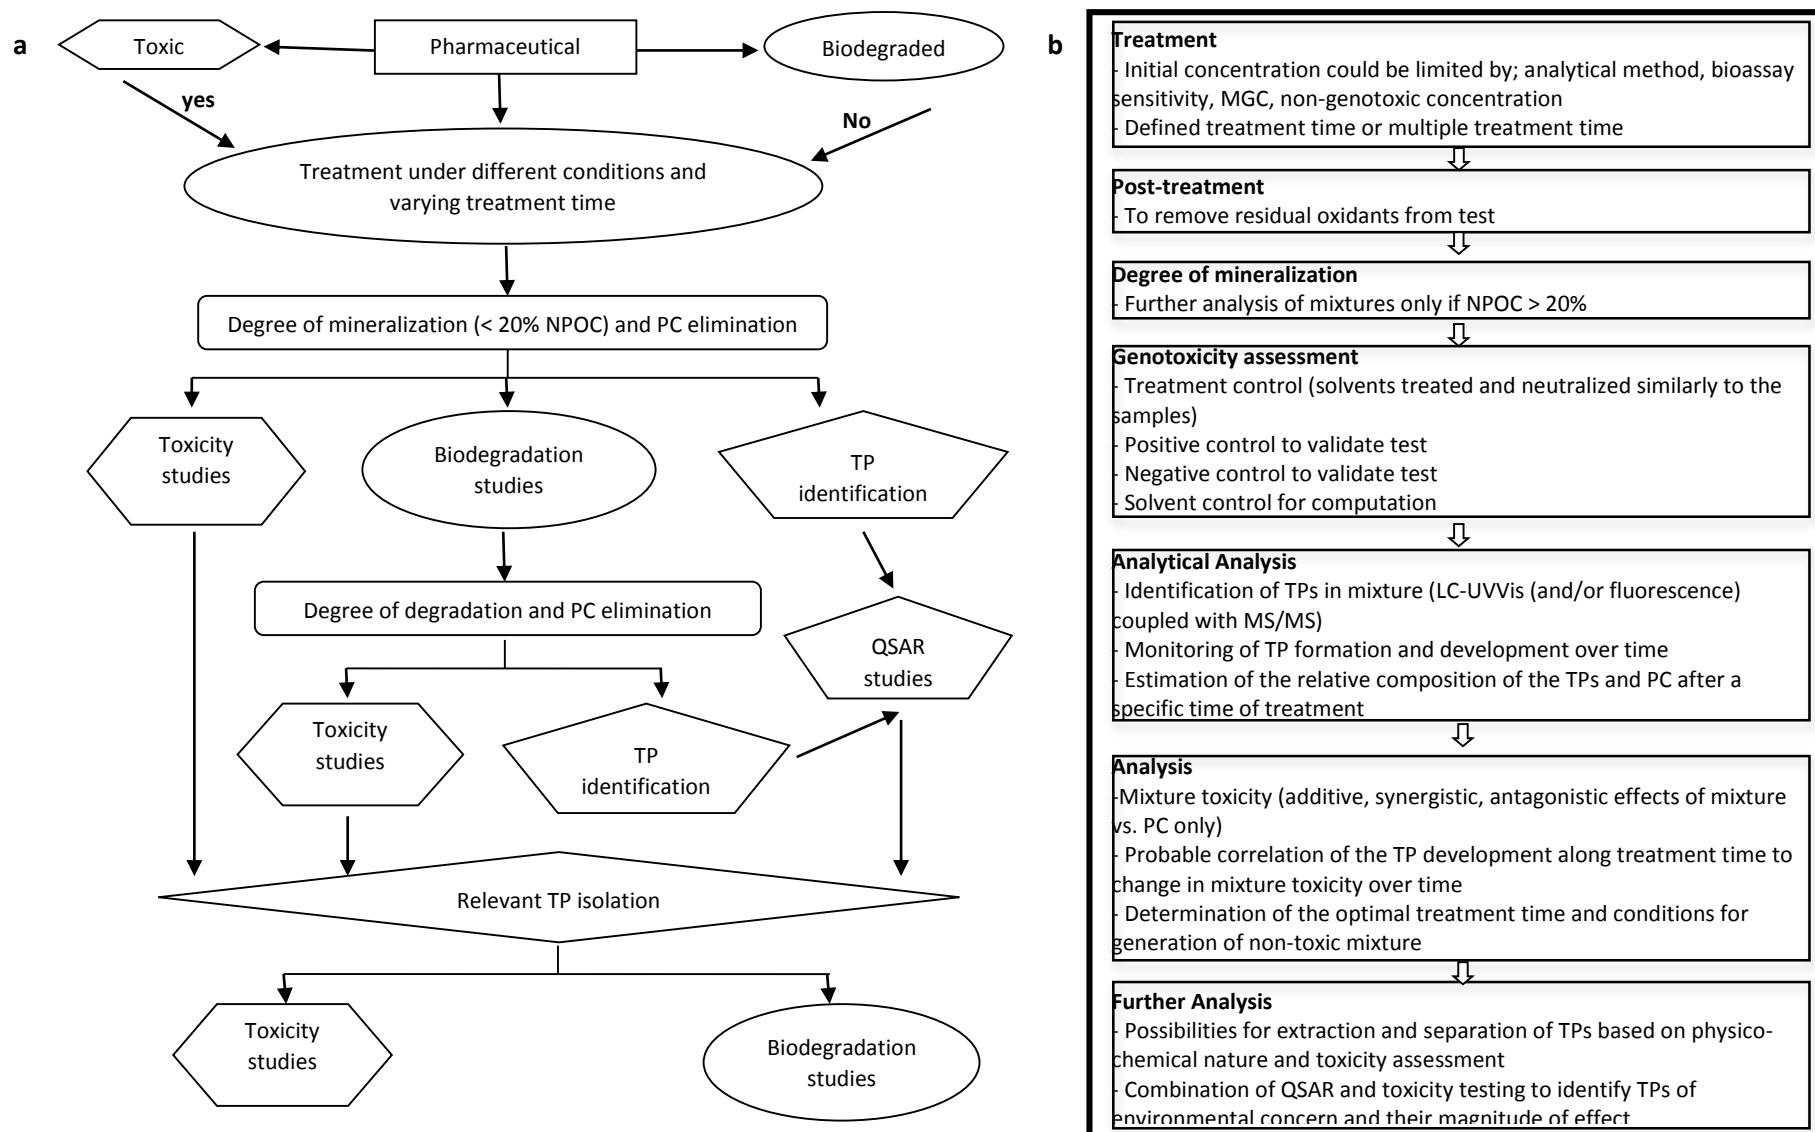 a
Toxic
Pharmaceutical
Biodegraded
yes
No
Treatment under different conditions and
varying treatment time
Degree of mineralization (< 20% NPOC) and PC elimination
Toxicity
studies
Biodegradation
studies
TP
identification
Degree of degradation and PC elimination
QSAR
studies
Toxicity
studies
TP
identification
Relevant TP isolation
Toxicity
studies
Biodegradation
studies
b
Treatment
- Initial concentration could be limited by; analytical method, bioassay
sensitivity, MGC, non-genotoxic concentration
- Defined treatment time or multiple treatment time
Post-treatment
- To remove residual oxidants from test
Degree of mineralization
- Further analysis of mixtures only if NPOC > 20%
Genotoxicity assessment
- Treatment control (solvents treated and neutralized similarly to the
samples)
- Positive control to validate test
- Negative control to validate test
- Solvent control for computation
Analytical Analysis
- Identification of TPs in mixture (LC-UVVis (and/or fluorescence)
coupled with MS/MS)
- Monitoring of TP formation and development over time
- Estimation of the relative composition of the TPs and PC after a
specific time of treatment
Analysis
-Mixture toxicity (additive, synergistic, antagonistic effects of mixture
vs. PC only)
- Probable correlation of the TP development along treatment time to
change in mixture toxicity over time
- Determination of the optimal treatment time and conditions for
generation of non-toxic mixture
Further Analysis
- Possibilities for extraction and separation of TPs based on physico-
chemical nature and toxicity assessment
- Combination of QSAR and toxicity testing to identify TPs of
environmental concern and their magnitude of effect